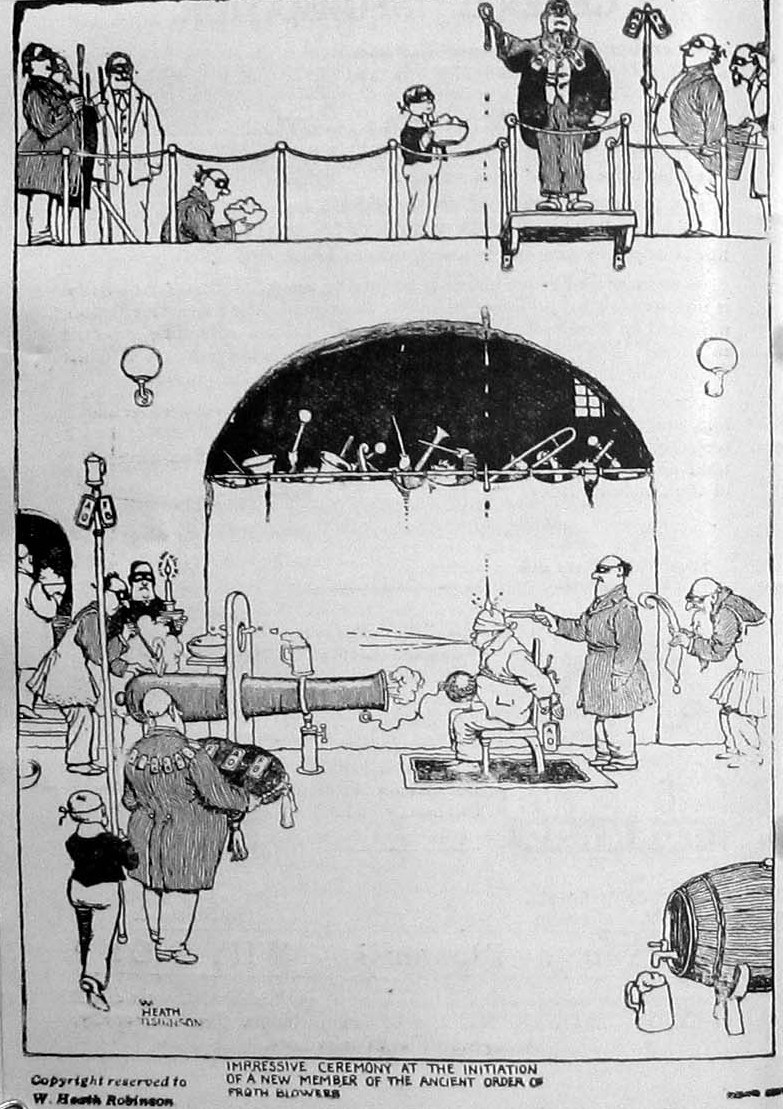 W.
HEATH
ROBINSON
Copyright reserved to
W. Heath Robinson
IMPRESSIVE CEREMONY AT THE INITIATION
OF A NEW MEMBER OF THE ANCIENT ORDER OF
FROTH BLOWERS